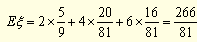 Eξ = 2 × 5/9 + 4 × 20/81 + 6 × 16/81 = 266/81